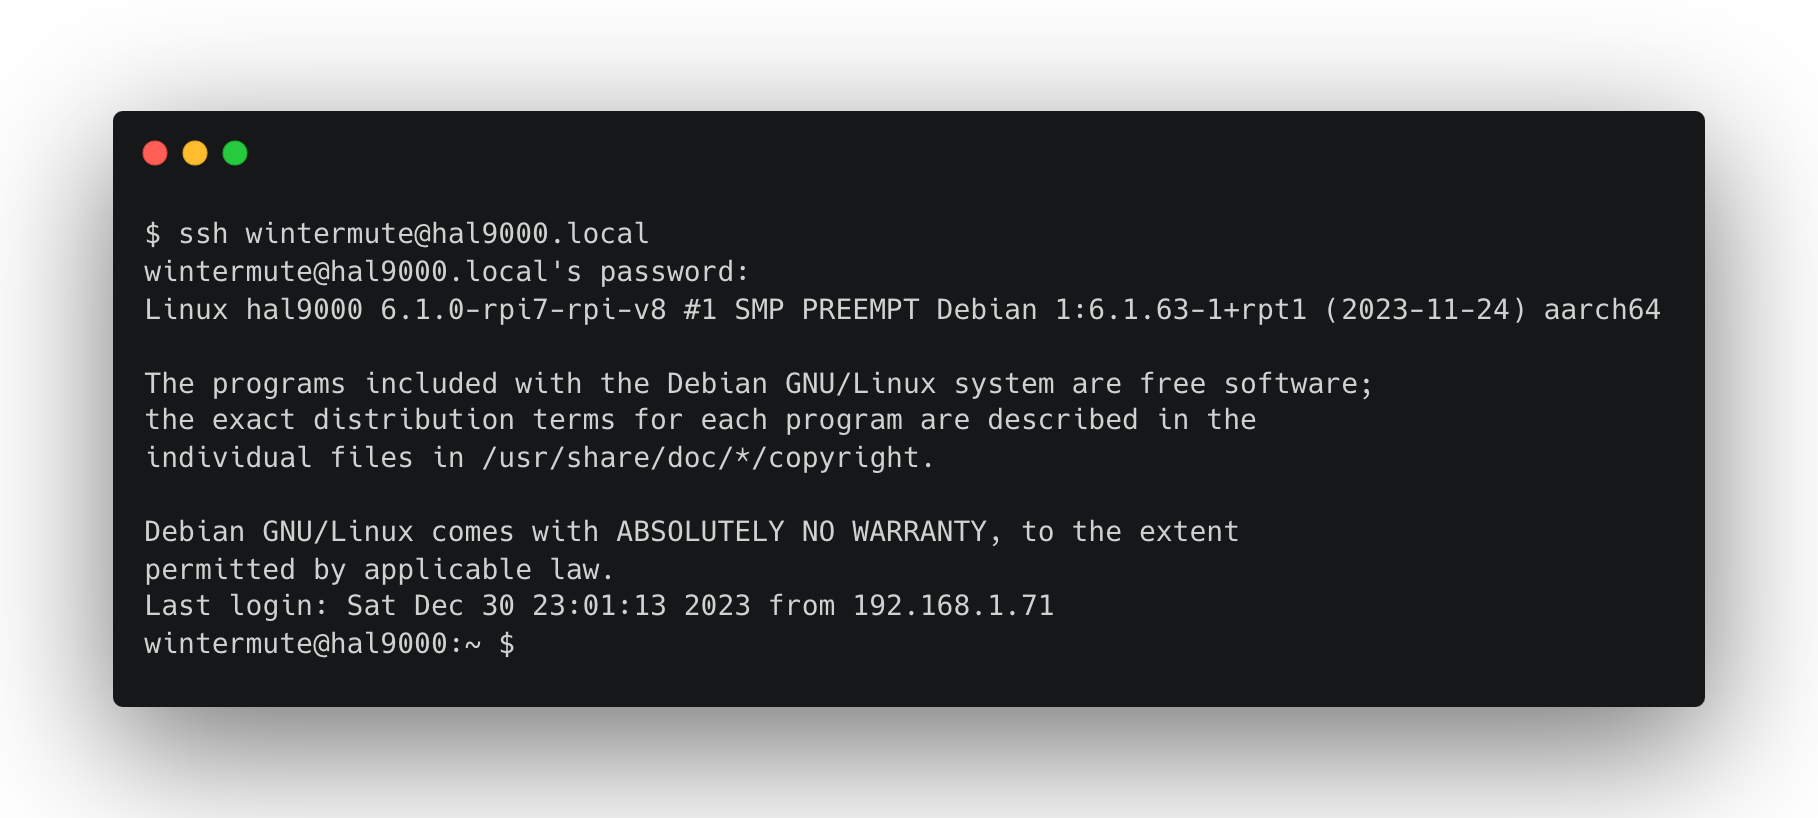 $ ssh wintermute@hal9000.local
wintermute@hal9000.local's password:
Linux hal9000 6.1.0-rpi7-rpi-v8 #1 SMP PREEMPT Debian 1:6.1.63-1+rpt1 (2023-11-24) aarch64
The programs included with the Debian GNU/Linux system are free software;
the exact distribution terms for each program are described in the
individual files in /usr/share/doc/*/copyright.
Debian GNU/Linux comes with ABSOLUTELY NO WARRANTY, to the extent
permitted by applicable law.
Last login: Sat Dec 30 23:01:13 2023 from 192.168.1.71
wintermute@hal9000:~ $